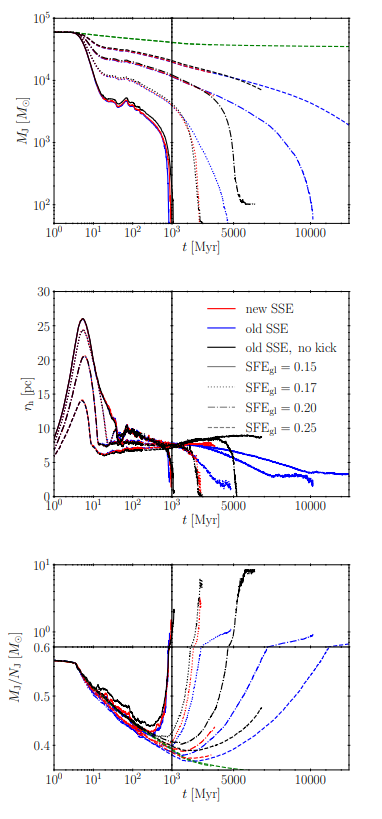 10^5
10^4
10^3
10^2
M_J [M_⊙]
10^0 10^1 10^2 10^3 5000 10000
t [Myr]
30
25
20
15
10
5
0
r_h [pc]
new SSE
old SSE
old SSE, no kick
SFE_gl = 0.15
SFE_gl = 0.17
SFE_gl = 0.20
SFE_gl = 0.25
10^0 10^1 10^2 10^3 5000 10000
t [Myr]
10^1
10^0
0.6
0.5
0.4
M_J/N_J [M_⊙]
10^0 10^1 10^2 10^3 5000 10000
t [Myr]